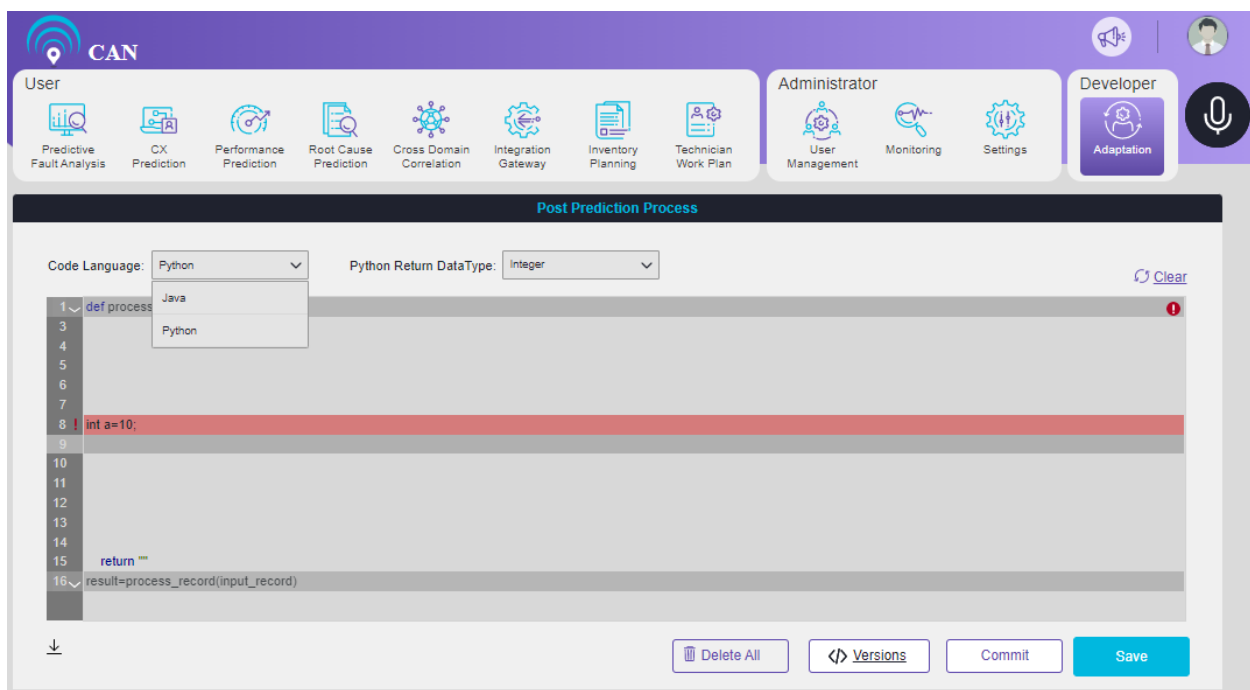 CAN
User
Administrator
Developer
Predictive
Fault Analysis
CX
Prediction
Performance
Prediction
Root Cause
Prediction
Cross Domain
Correlation
Integration
Gateway
Inventory
Planning
Technician
Work Plan
User
Management
Monitoring
Settings
Adaptation
Post Prediction Process
Code Language: Python
Python Return DataType: Integer
Clear
Java
Python
1 def process
3
4
5
6
7
8 ! int a=10;
9
10
11
12
13
14
15 return ""
16 result=process_record(input_record)
Delete All
</> Versions
Commit
Save